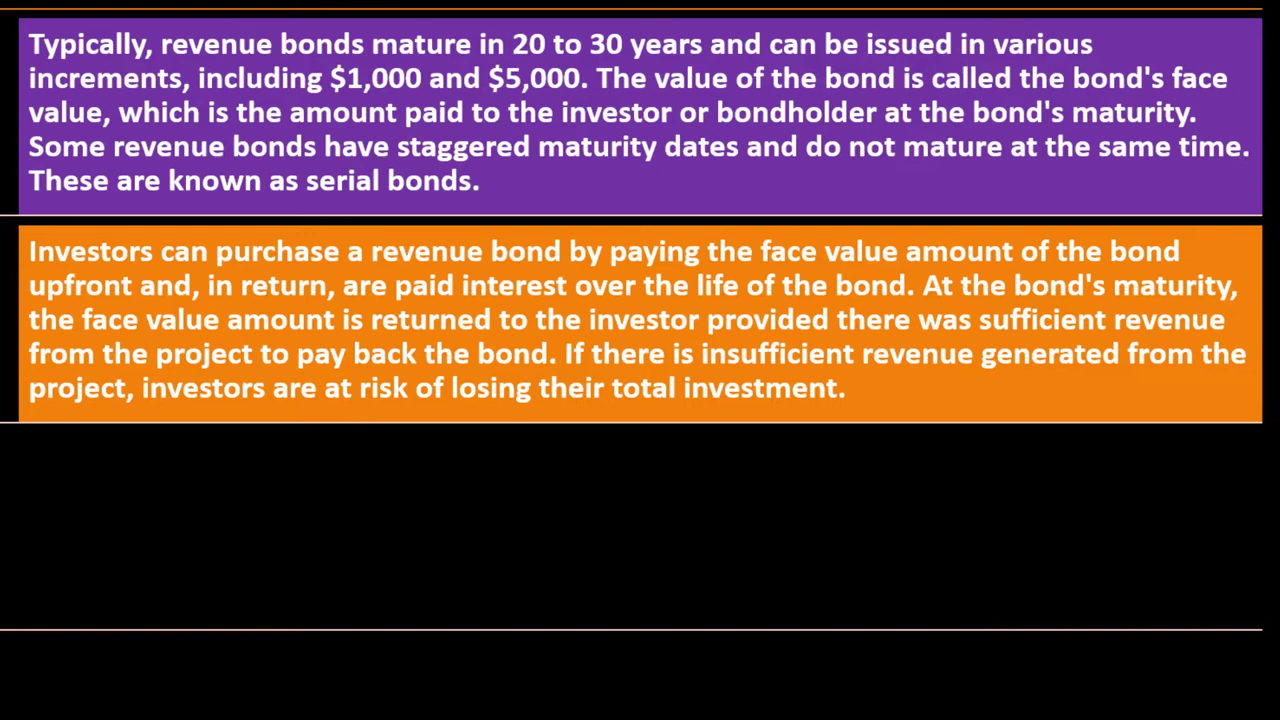 Typically, revenue bonds mature in 20 to 30 years and can be issued in various
increments, including $1,000 and $5,000. The value of the bond is called the bond's face
value, which is the amount paid to the investor or bondholder at the bond's maturity.
Some revenue bonds have staggered maturity dates and do not mature at the same time.
These are known as serial bonds.
Investors can purchase a revenue bond by paying the face value amount of the bond
upfront and, in return, are paid interest over the life of the bond. At the bond's maturity,
the face value amount is returned to the investor provided there was sufficient revenue
from the project to pay back the bond. If there is insufficient revenue generated from the
project, investors are at risk of losing their total investment.